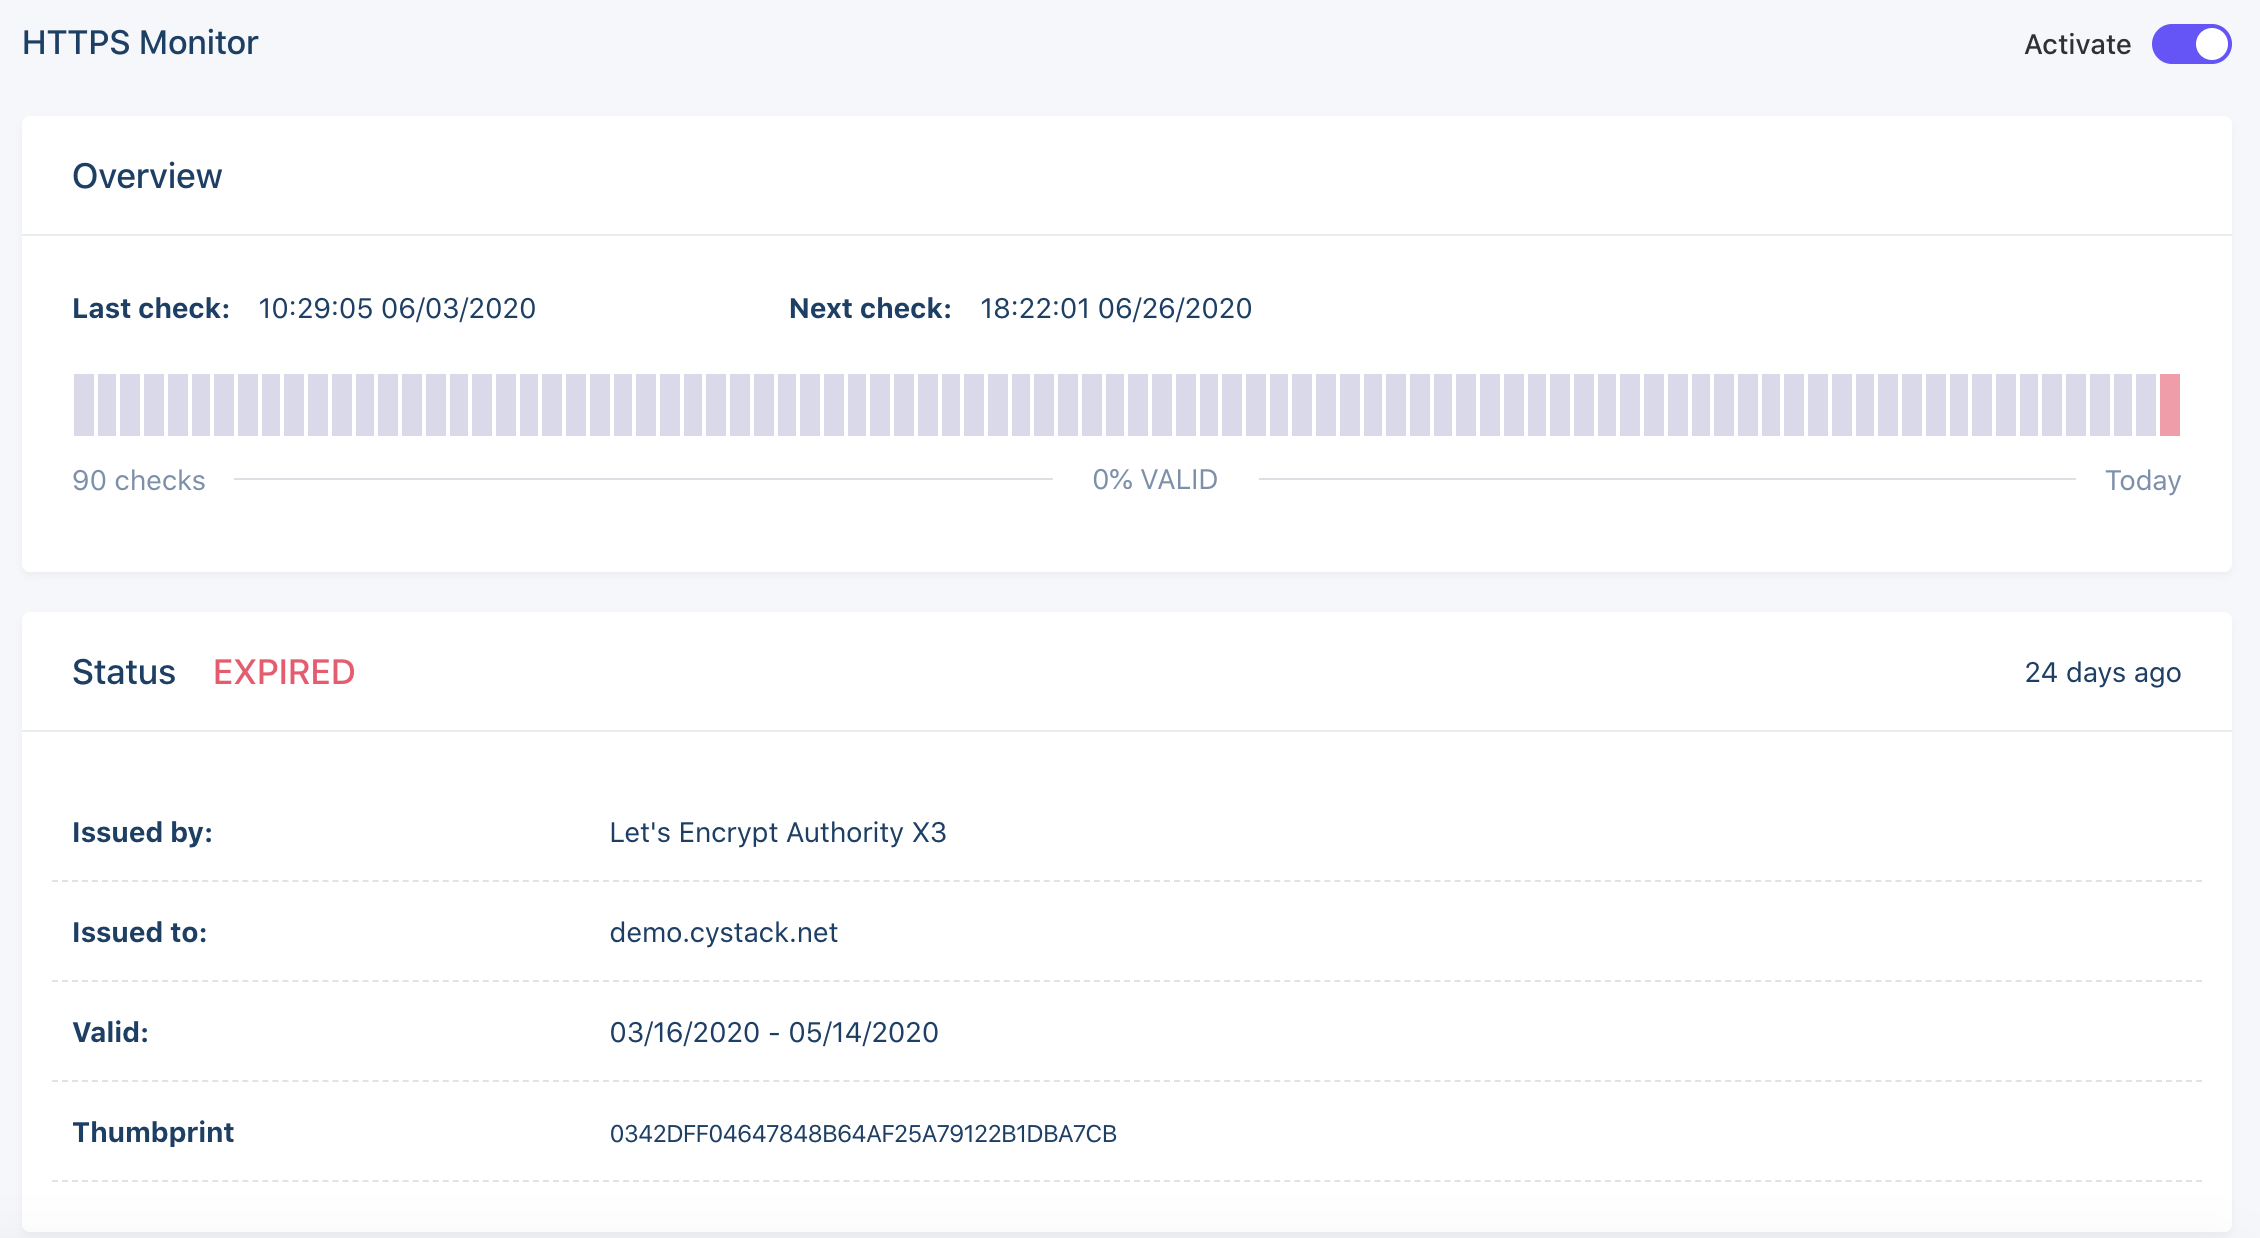 HTTPS Monitor
Activate
Overview
Last check: 10:29:05 06/03/2020 Next check: 18:22:01 06/26/2020
90 checks 0% VALID Today
Status EXPIRED 24 days ago
Issued by: Let's Encrypt Authority X3
Issued to: demo.cystack.net
Valid: 03/16/2020 - 05/14/2020
Thumbprint 0342DFF04647848B64AF25A79122B1DBA7CB